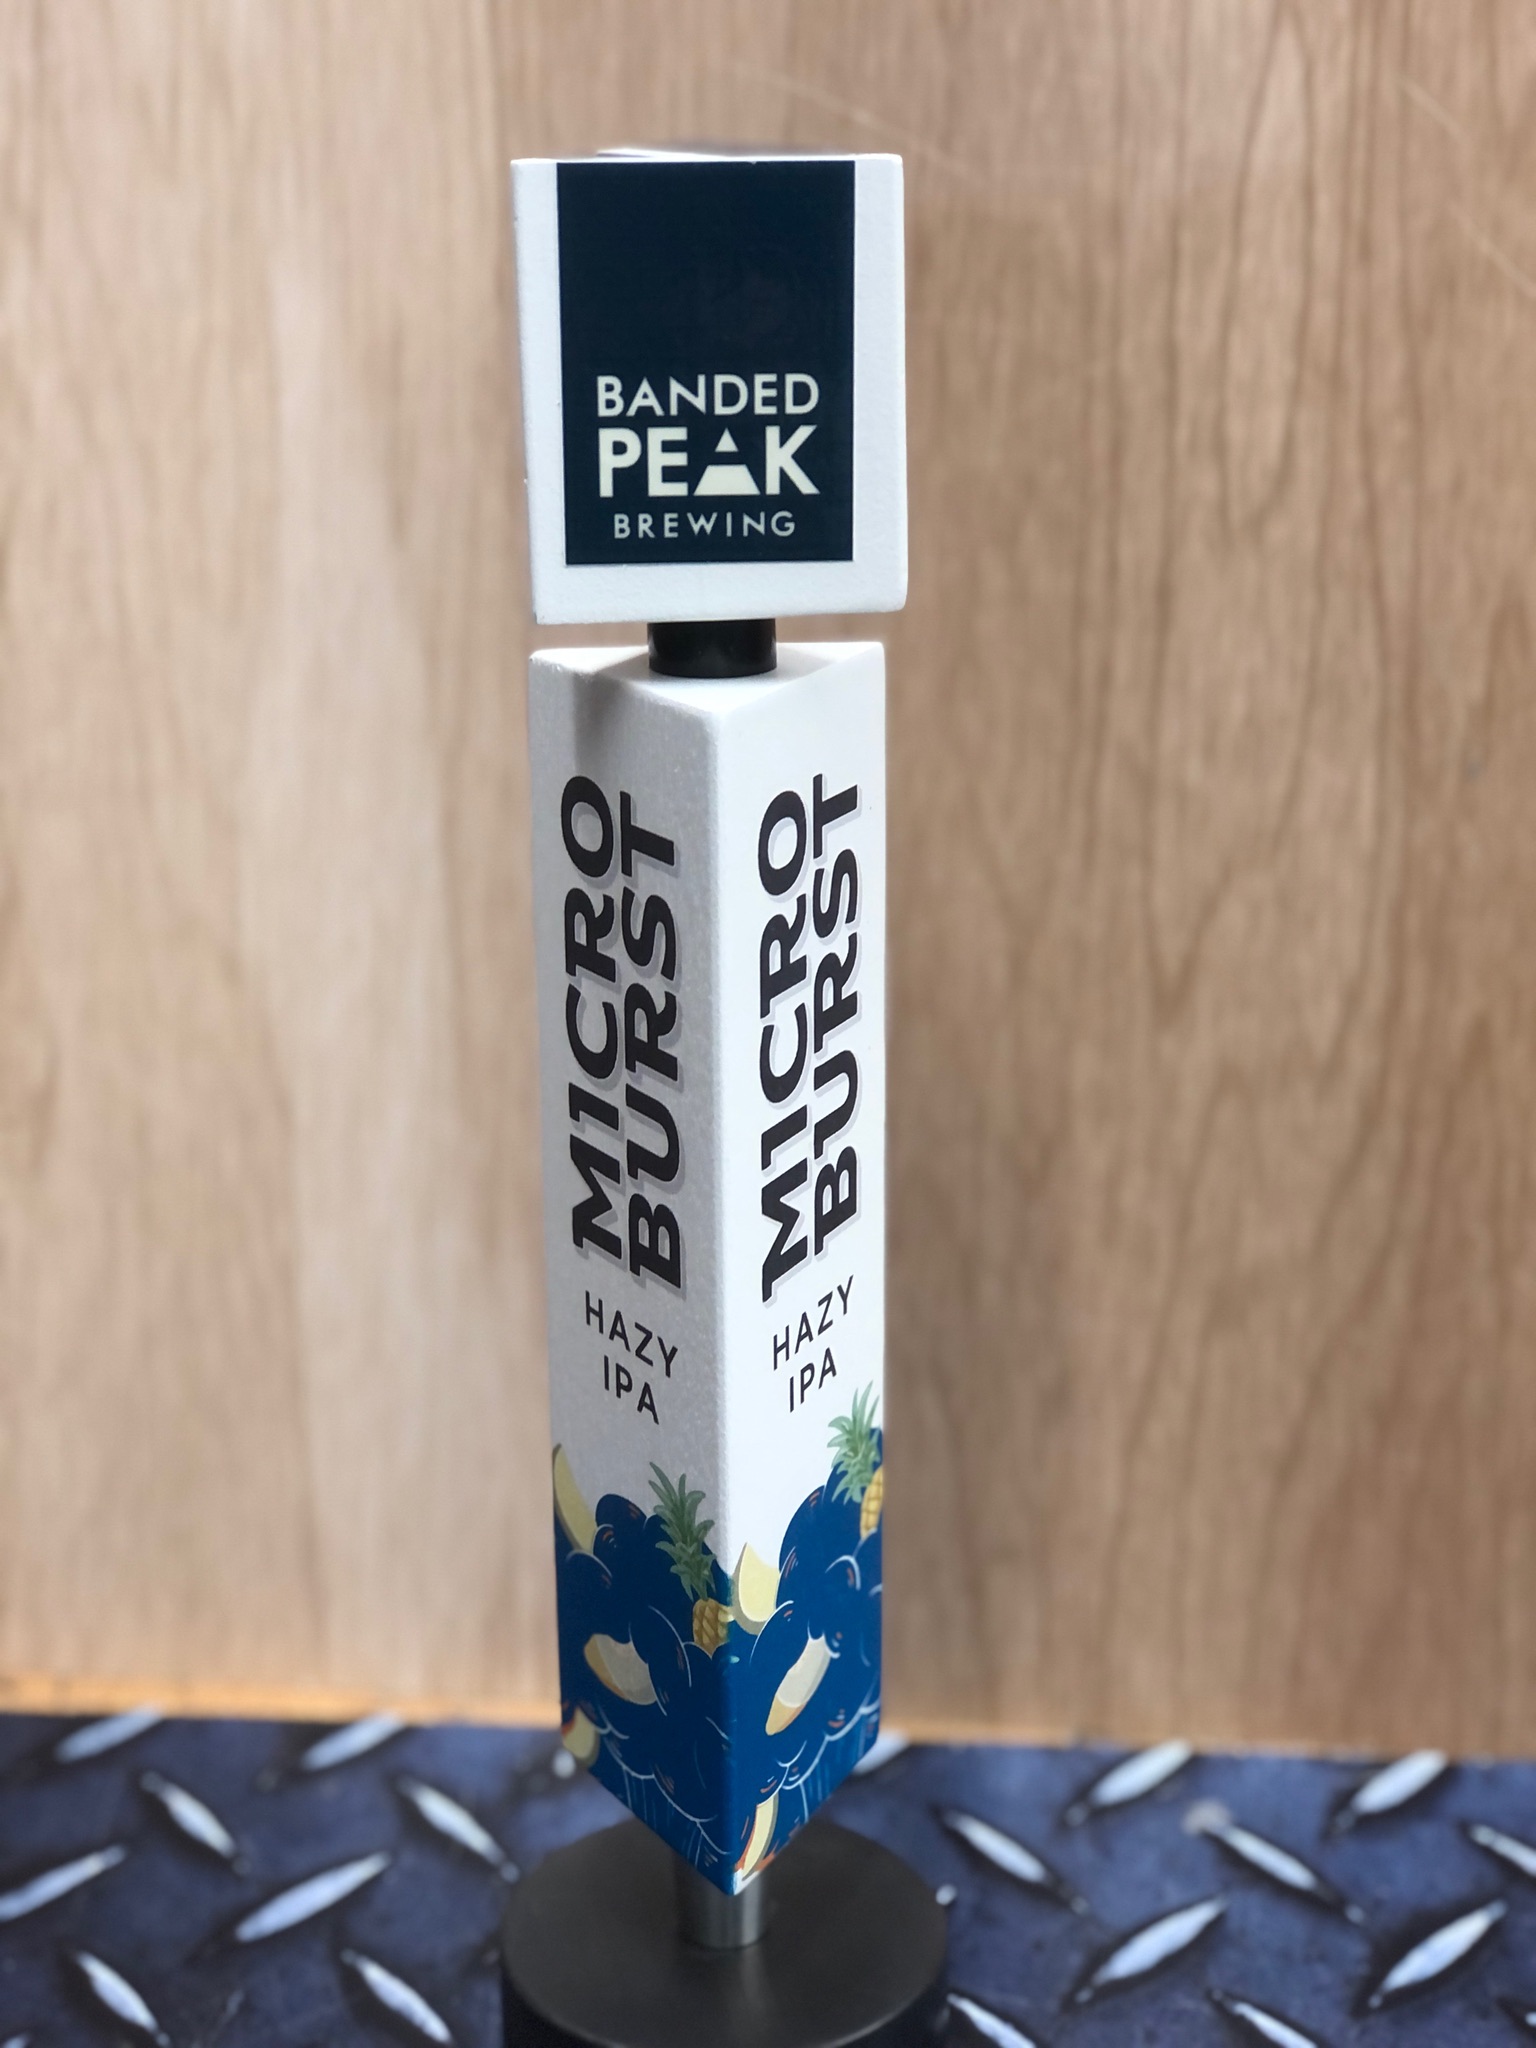 BANDED
PEAK
BREWING
MICRO
BURST
HAZY
IPA
MICRO
BURST
HAZY
IPA